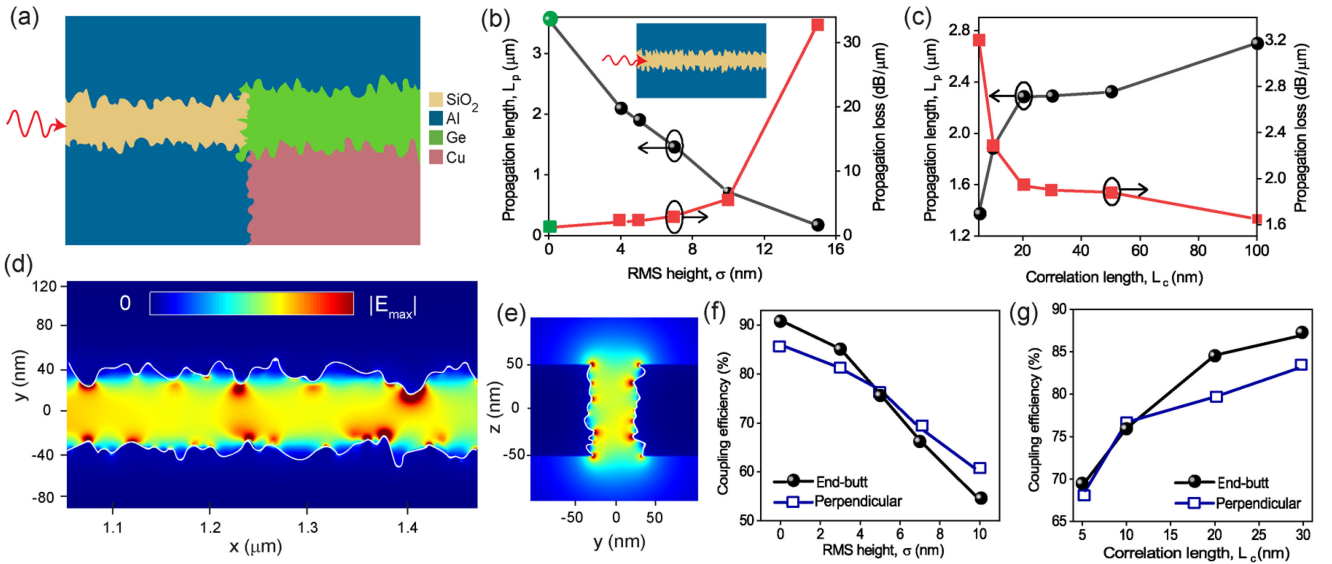 (a)
SiO2
Al
Ge
Cu
(b)
Propagation length, Lp (μm)
3
2
1
0
0 4 8 12 16
RMS height, σ (nm)
30
20
10
0
Propagation loss (dB/μm)
(c)
Propagation length, Lp (μm)
2.8
2.4
2.0
1.6
1.2
20 40 60 80 100
Correlation length, Lc (nm)
3.2
2.8
2.4
2.0
1.6
Propagation loss (dB/μm)
(d)
0 |Emax|
y (nm)
120
80
40
0
-40
-80
1.1 1.2 1.3 1.4
x (μm)
(e)
z (nm)
50
0
-50
-50 0 50
y (nm)
(f)
Coupling efficiency (%)
90
80
70
60
50
End-butt
Perpendicular
0 2 4 6 8 10
RMS height, σ (nm)
(g)
Coupling efficiency (%)
90
85
80
75
70
65
End-butt
Perpendicular
5 10 15 20 25 30
Correlation length, Lc(nm)